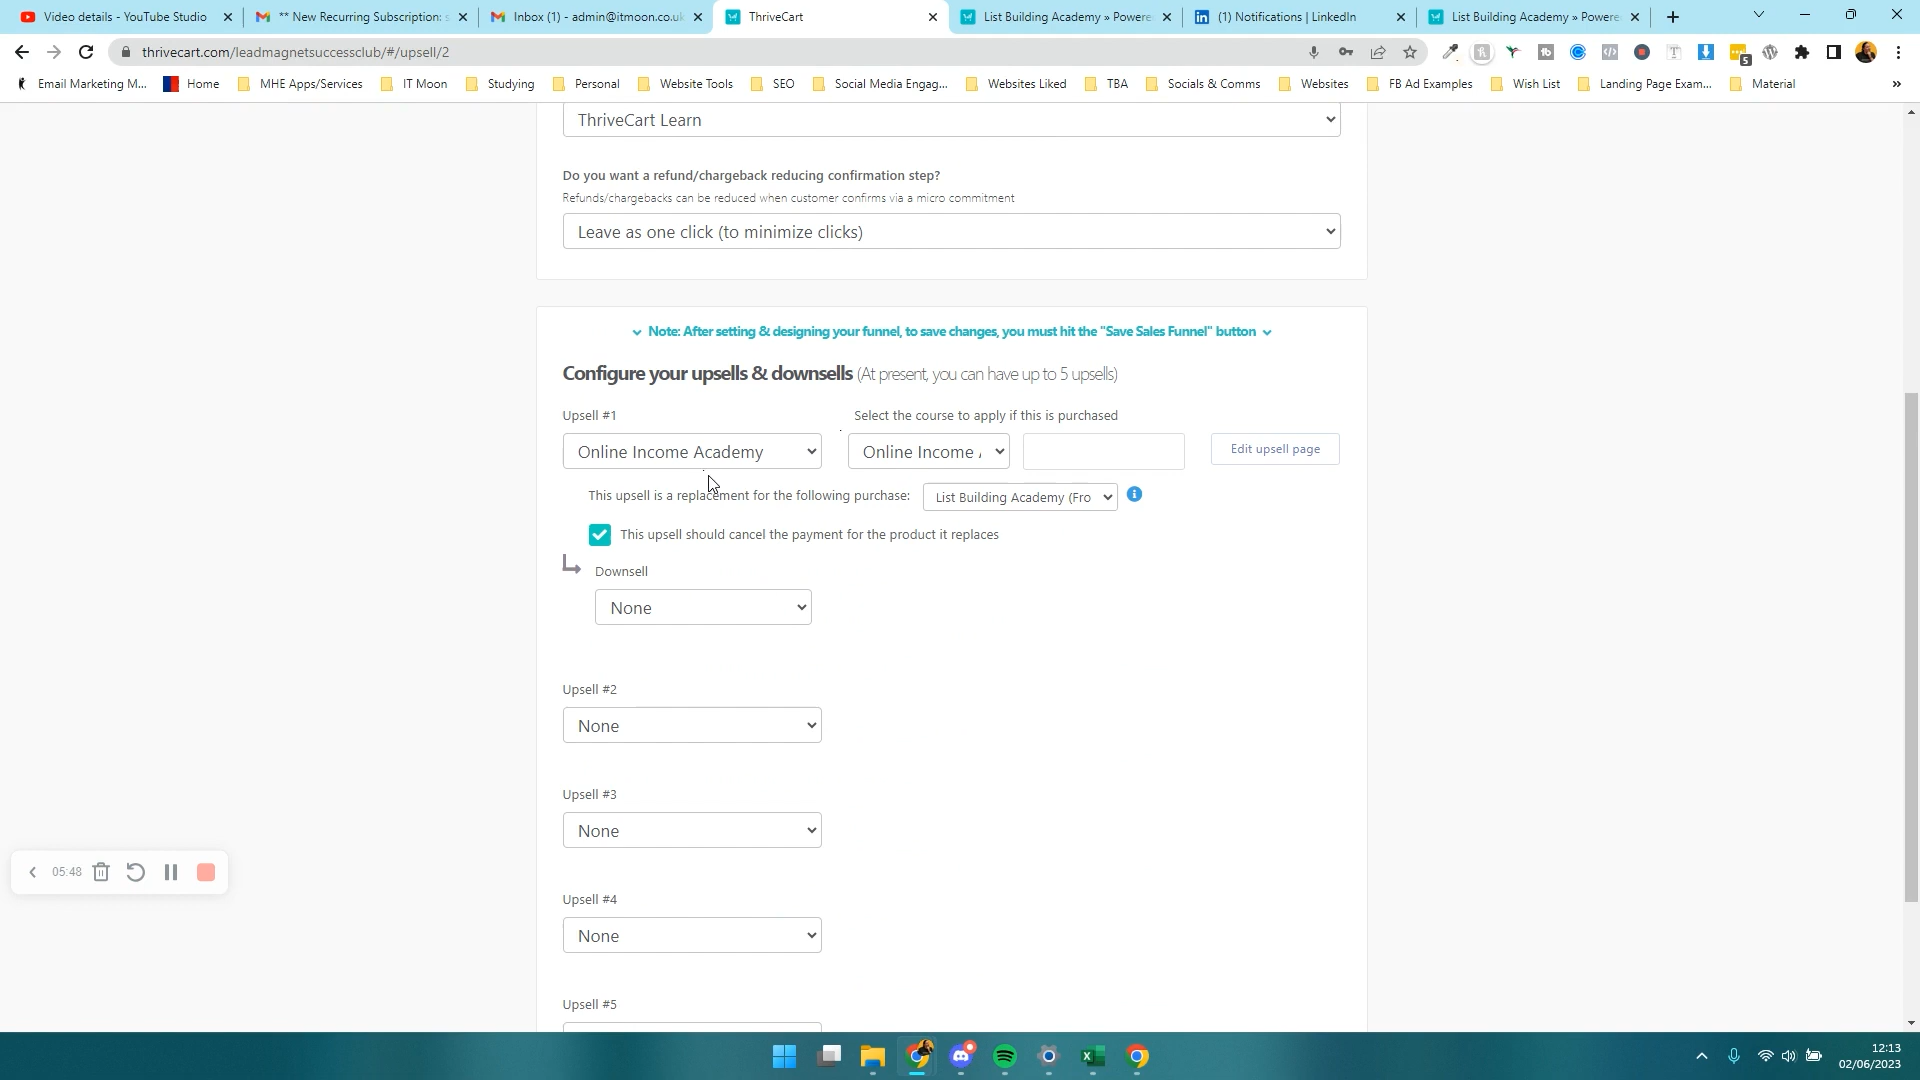 Video details - YouTube Studio
** New Recurring Subscription: s
Inbox (1) - admin@itmoon.co.uk
ThriveCart
List Building Academy » Powere
(1) Notifications | LinkedIn
List Building Academy » Powere
thrivecart.com/leadmagnetsuccessclub/#/upsell/2
5
Email Marketing M...
Home
MHE Apps/Services
IT Moon
Studying
Personal
Website Tools
SEO
Social Media Engag...
Websites Liked
TBA
Socials & Comms
Websites
FB Ad Examples
Wish List
Landing Page Exam...
Material
»
ThriveCart Learn
Do you want a refund/chargeback reducing confirmation step?
Refunds/chargebacks can be reduced when customer confirms via a micro commitment
Leave as one click (to minimize clicks)
Note: After setting & designing your funnel, to save changes, you must hit the "Save Sales Funnel" button
Configure your upsells & downsells (At present, you can have up to 5 upsells)
Upsell #1
Select the course to apply if this is purchased
Online Income Academy
Online Income
Edit upsell page
This upsell is a replacement for the following purchase:
List Building Academy (Fro
This upsell should cancel the payment for the product it replaces
Downsell
None
Upsell #2
None
Upsell #3
None
05:48
Upsell #4
None
Upsell #5
12:13
02/06/2023